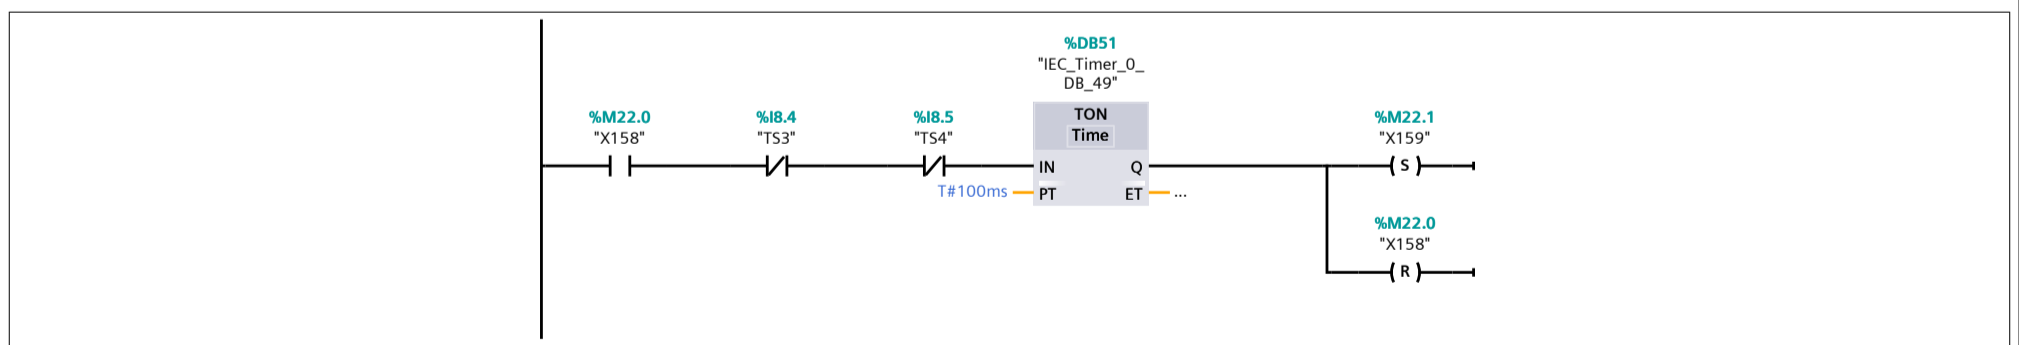 %DB51
"IEC_Timer_0_
DB_49"
%M22.0
"X158"
%I8.4
"TS3"
%I8.5
"TS4"
TON
Time
IN
Q
T#100ms
PT
ET
...
%M22.1
"X159"
S
%M22.0
"X158"
R